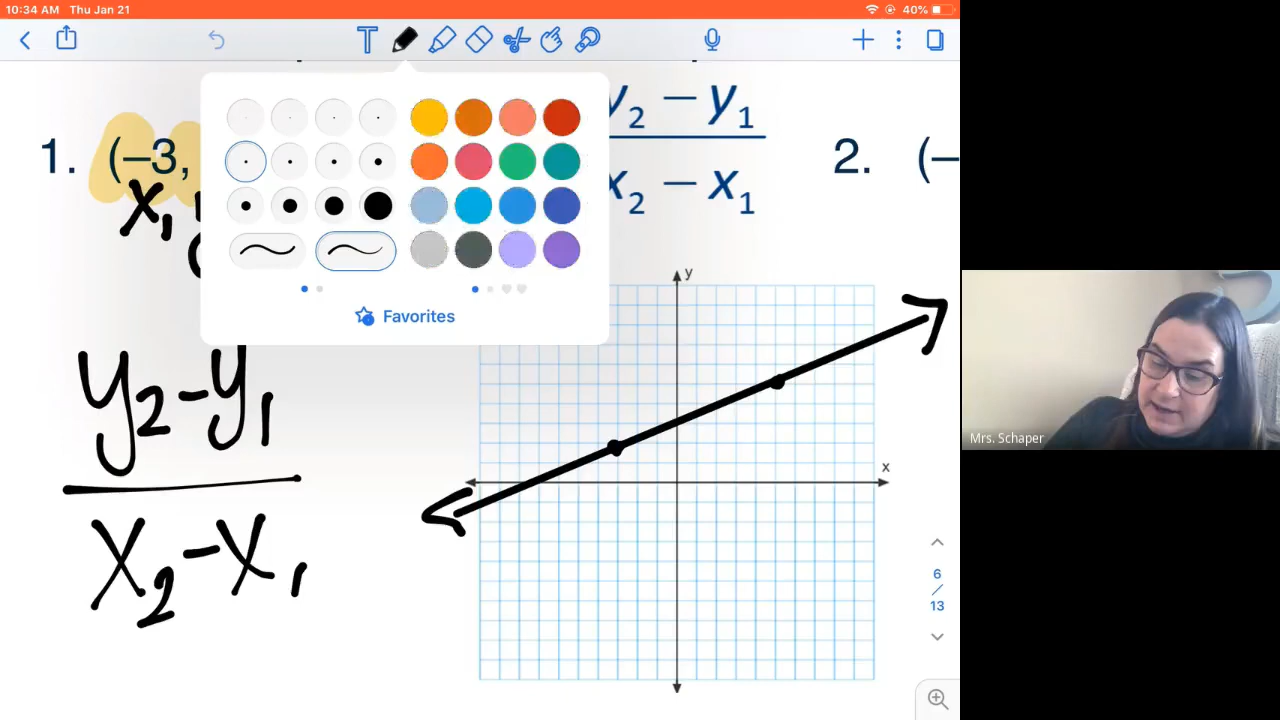 10:34 AM Thu Jan 21
40%
T
y₂ – y₁
1. (–3,
2. (–
x₂ – x₁
x₁
Favorites
y
y₂-y₁
x
x₂-x₁
6
/
13
Mrs. Schaper